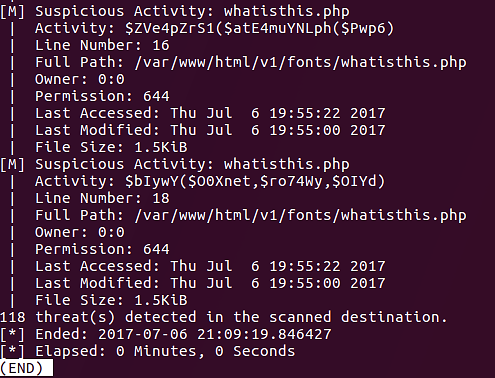 [M] Suspicious Activity: whatisthis.php
 |  Activity: $ZVe4pZrS1($atE4muYNLph($Pwp6)
 |  Line Number: 16
 |  Full Path: /var/www/html/v1/fonts/whatisthis.php
 |  Owner: 0:0
 |  Permission: 644
 |  Last Accessed: Thu Jul  6 19:55:22 2017
 |  Last Modified: Thu Jul  6 19:55:00 2017
 |  File Size: 1.5KiB
[M] Suspicious Activity: whatisthis.php
 |  Activity: $bIywY($O0Xnet,$ro74Wy,$OIYd)
 |  Line Number: 18
 |  Full Path: /var/www/html/v1/fonts/whatisthis.php
 |  Owner: 0:0
 |  Permission: 644
 |  Last Accessed: Thu Jul  6 19:55:22 2017
 |  Last Modified: Thu Jul  6 19:55:00 2017
 |  File Size: 1.5KiB
118 threat(s) detected in the scanned destination.
[*] Ended: 2017-07-06 21:09:19.846427
[*] Elapsed: 0 Minutes, 0 Seconds
(END)